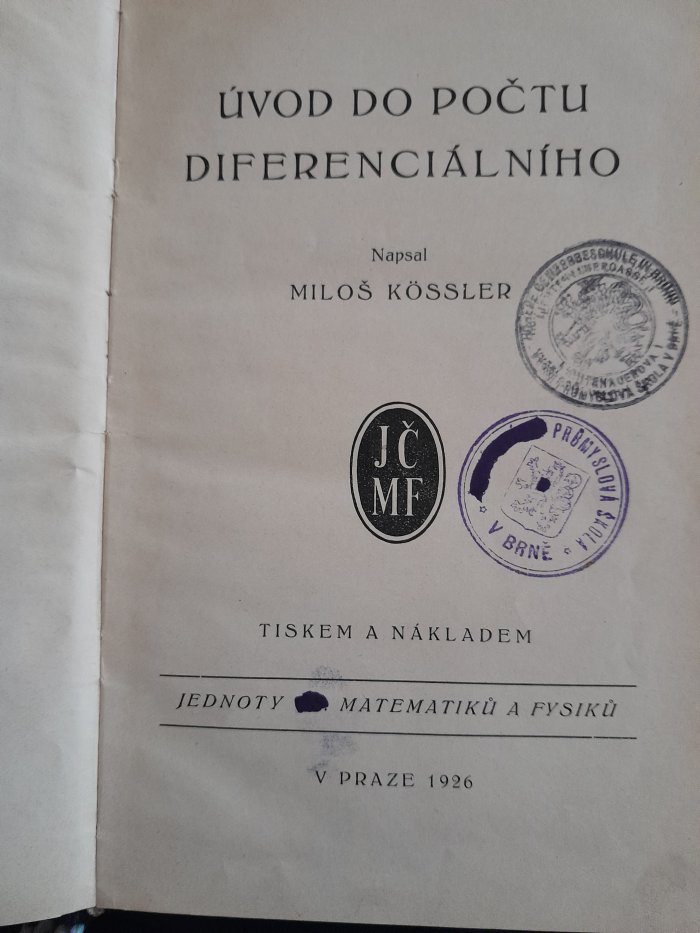 ÚVOD DO POČTU
DIFERENCIÁLNÍHO
Napsal
MILOŠ KÖSSLER
JČ
MF
PRŮMYSLOVÁ ŠKOLA
V BRNĚ
TISKEM A NÁKLADEM
JEDNOTY MATEMATIKŮ A FYSIKŮ
V PRAZE 1926